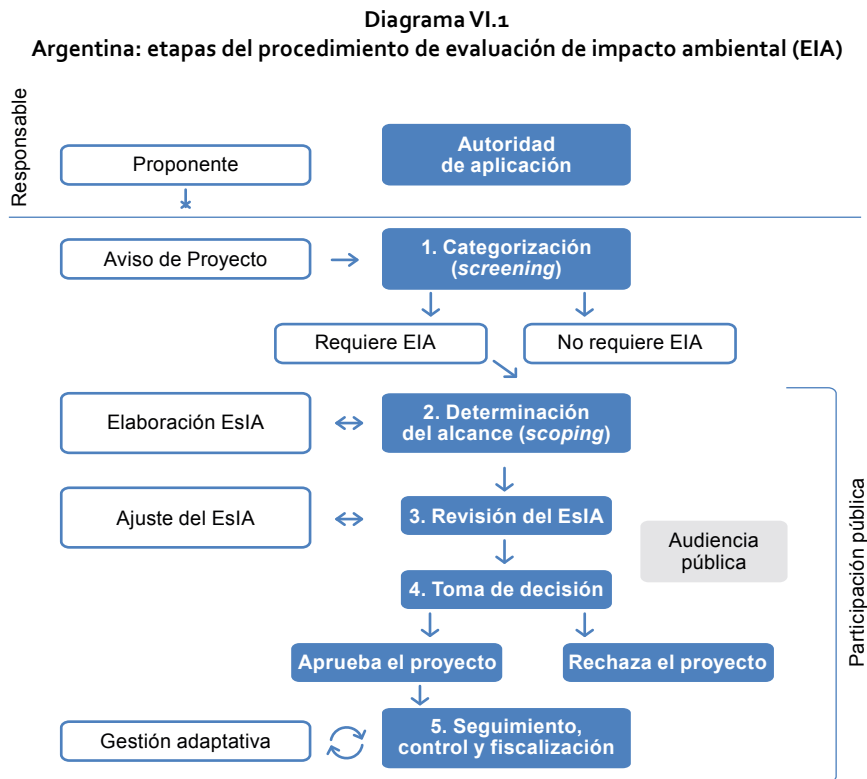 Diagrama VI.1
Argentina: etapas del procedimiento de evaluación de impacto ambiental (EIA)
Responsable
Proponente
Autoridad
de aplicación
Aviso de Proyecto
1. Categorización
(screening)
Requiere EIA
No requiere EIA
Elaboración EsIA
2. Determinación
del alcance (scoping)
Ajuste del EsIA
3. Revisión del EsIA
Audiencia
pública
4. Toma de decisión
Aprueba el proyecto
Rechaza el proyecto
Gestión adaptativa
5. Seguimiento,
control y fiscalización
Participación pública